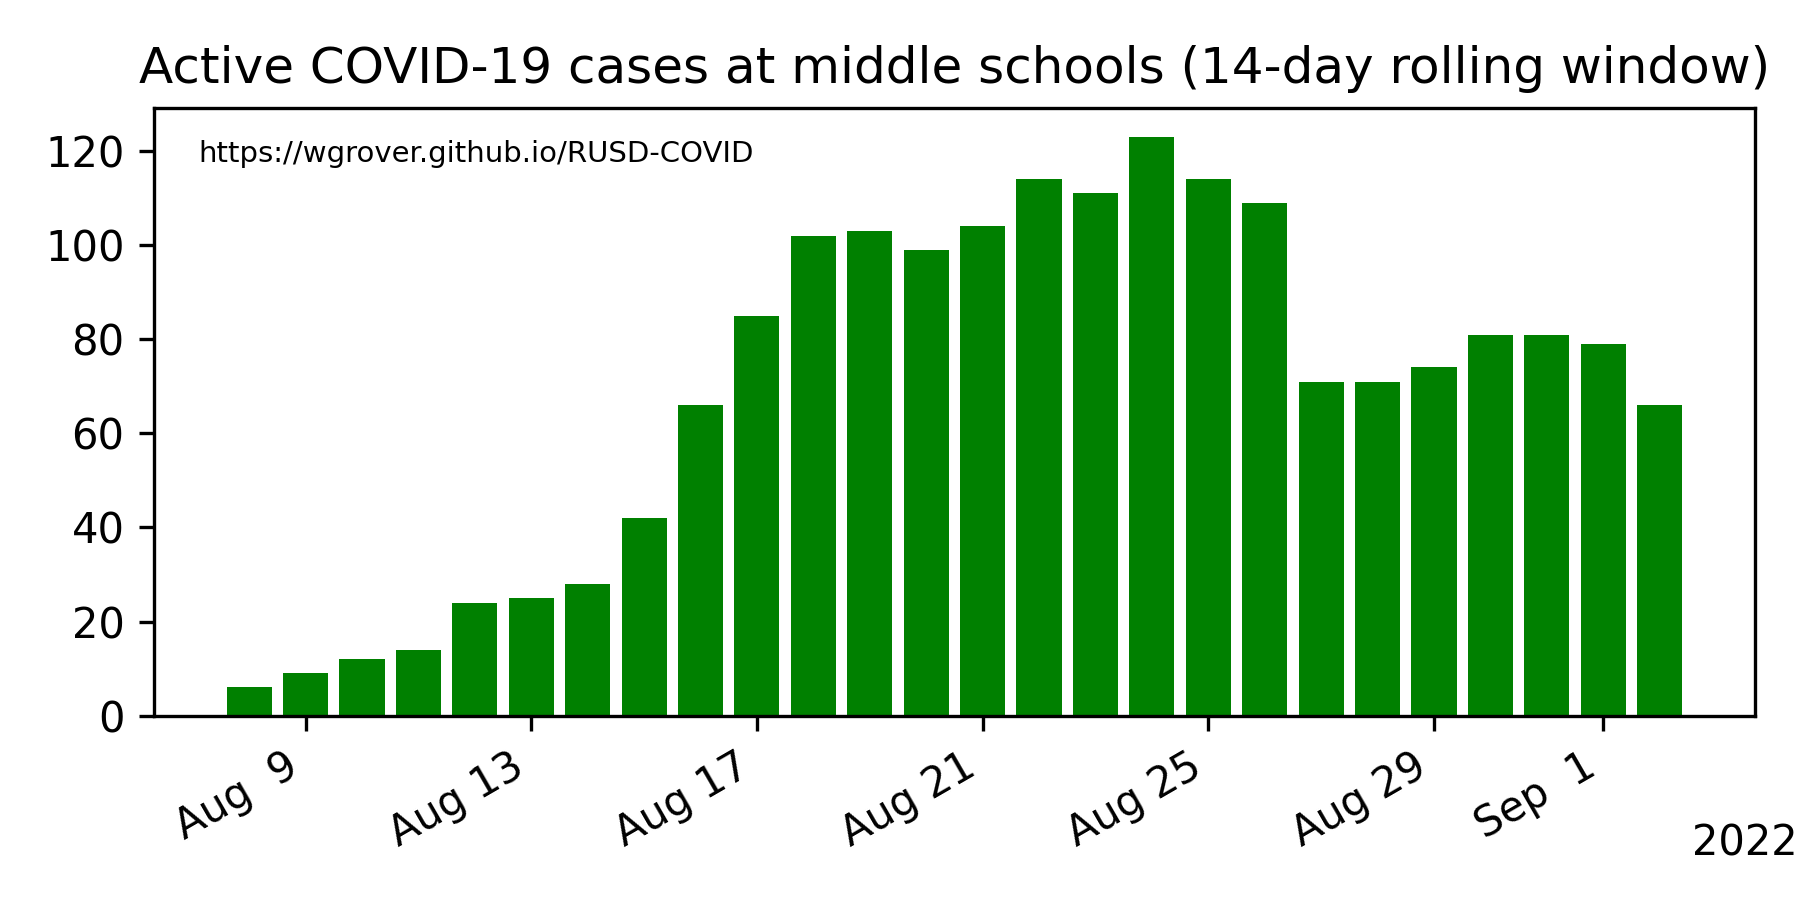 Active COVID-19 cases at middle schools (14-day rolling window)
https://wgrover.github.io/RUSD-COVID
120
100
80
60
40
20
0
Aug 9
Aug 13
Aug 17
Aug 21
Aug 25
Aug 29
Sep 1
2022